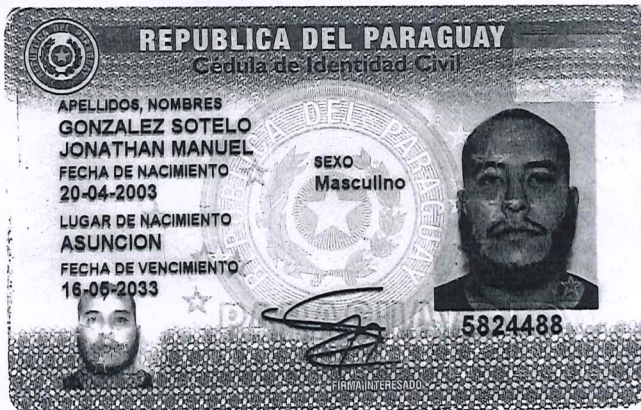 REPUBLICA DEL PARAGUAY
Cédula de Identidad Civil
APELLIDOS, NOMBRES
GONZALEZ SOTELO
JONATHAN MANUEL
FECHA DE NACIMIENTO
20-04-2003
SEXO
Masculino
LUGAR DE NACIMIENTO
ASUNCION
FECHA DE VENCIMIENTO
16-05-2033
5824488
FIRMA INTERESADO